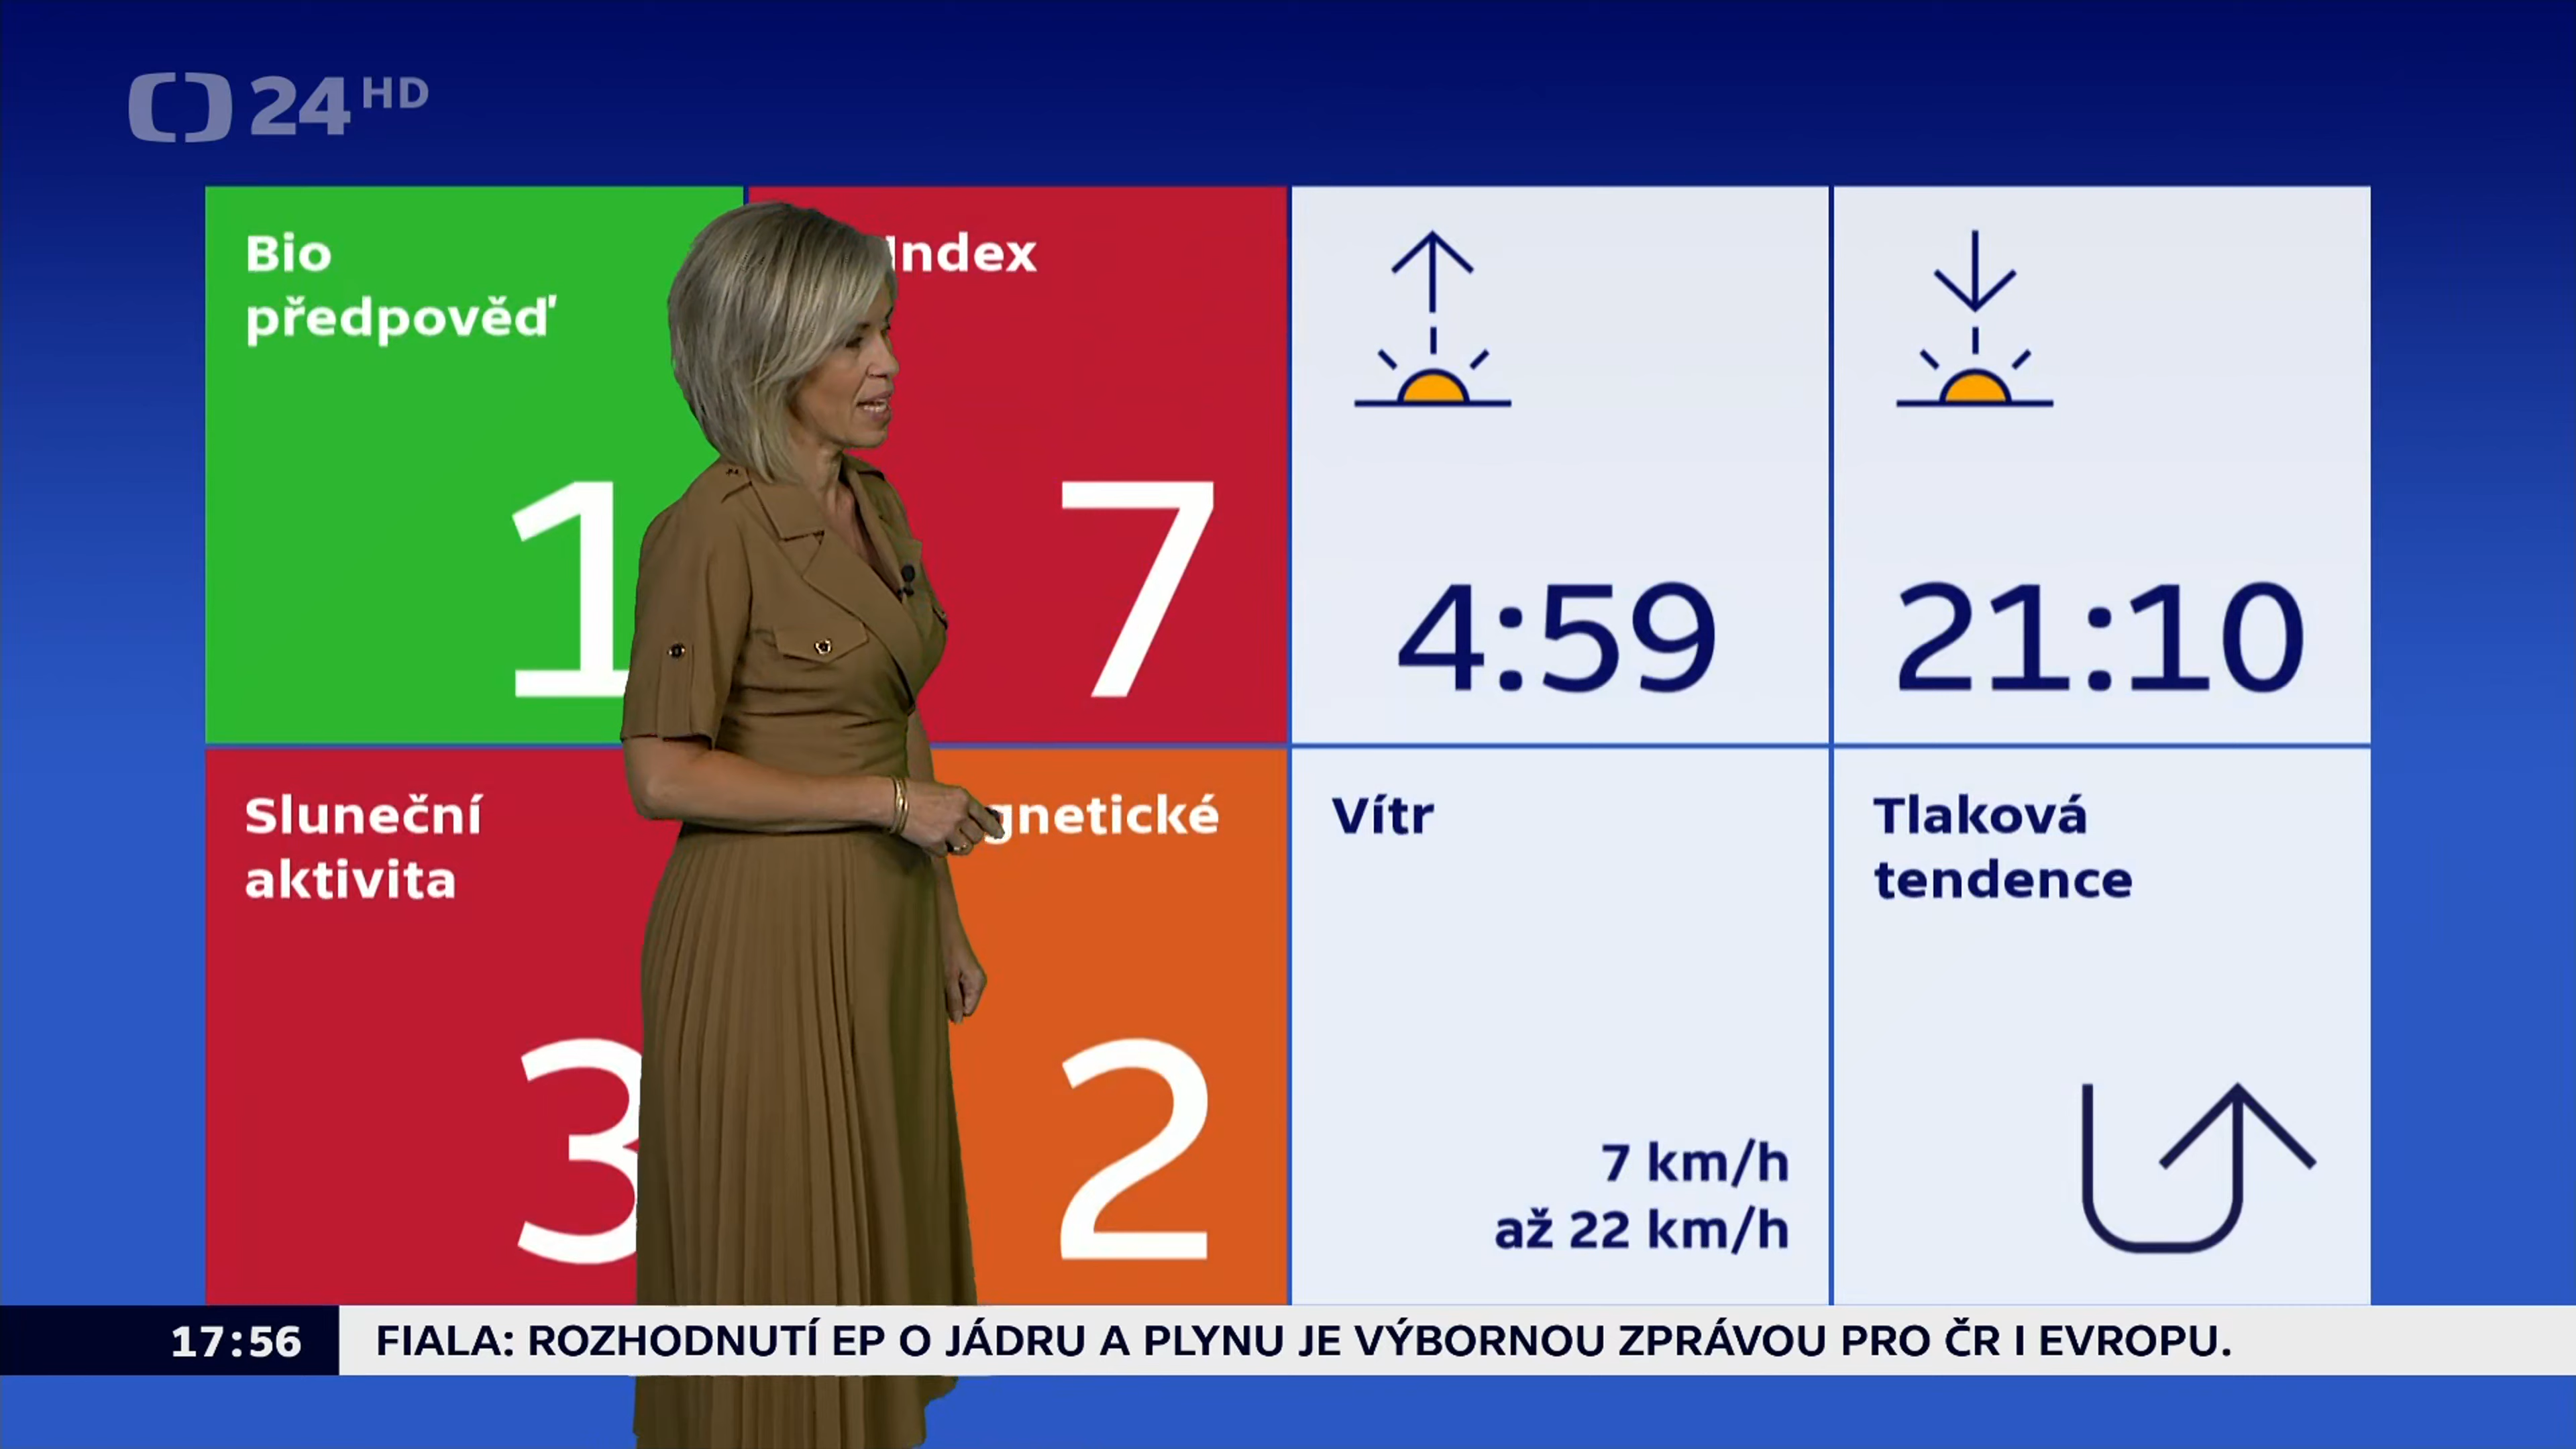 24 HD
Bio
předpověď
1
Index
7
4:59
21:10
Sluneční
aktivita
3
2
Vítr
7 km/h
až 22 km/h
Tlaková
tendence
17:56
FIALA: ROZHODNUTÍ EP O JÁDRU A PLYNU JE VÝBORNOU ZPRÁVOU PRO ČR I EVROPU.